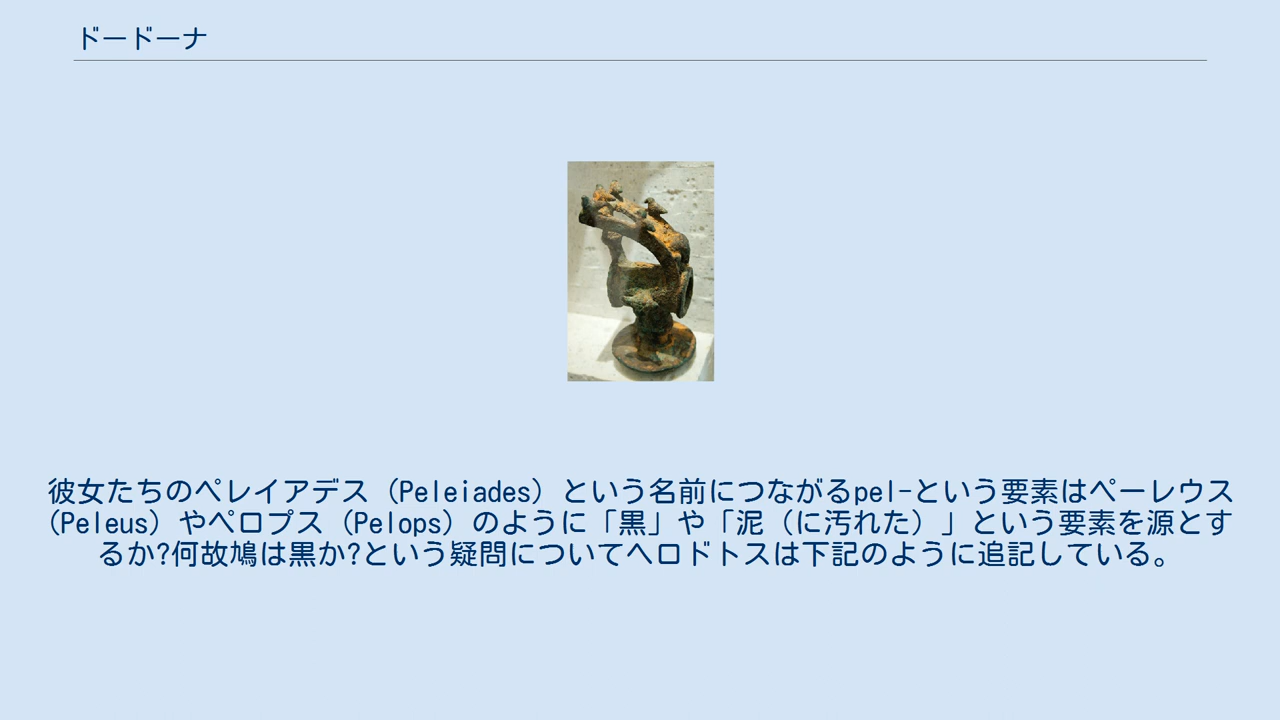 ドードーナ
彼女たちのペレイアデス（Peleiades）という名前につながるpel-という要素はペーレウス
(Peleus）やペロプス（Pelops）のように「黒」や「泥（に汚れた）」という要素を源とす
るか?何故鳩は黒か?という疑問についてヘロドトスは下記のように追記している。